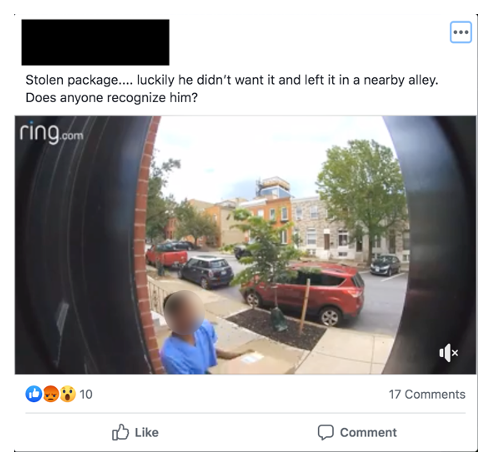 Stolen package.... luckily he didn't want it and left it in a nearby alley.
Does anyone recognize him?
ring.com
10
17 Comments
Like
Comment